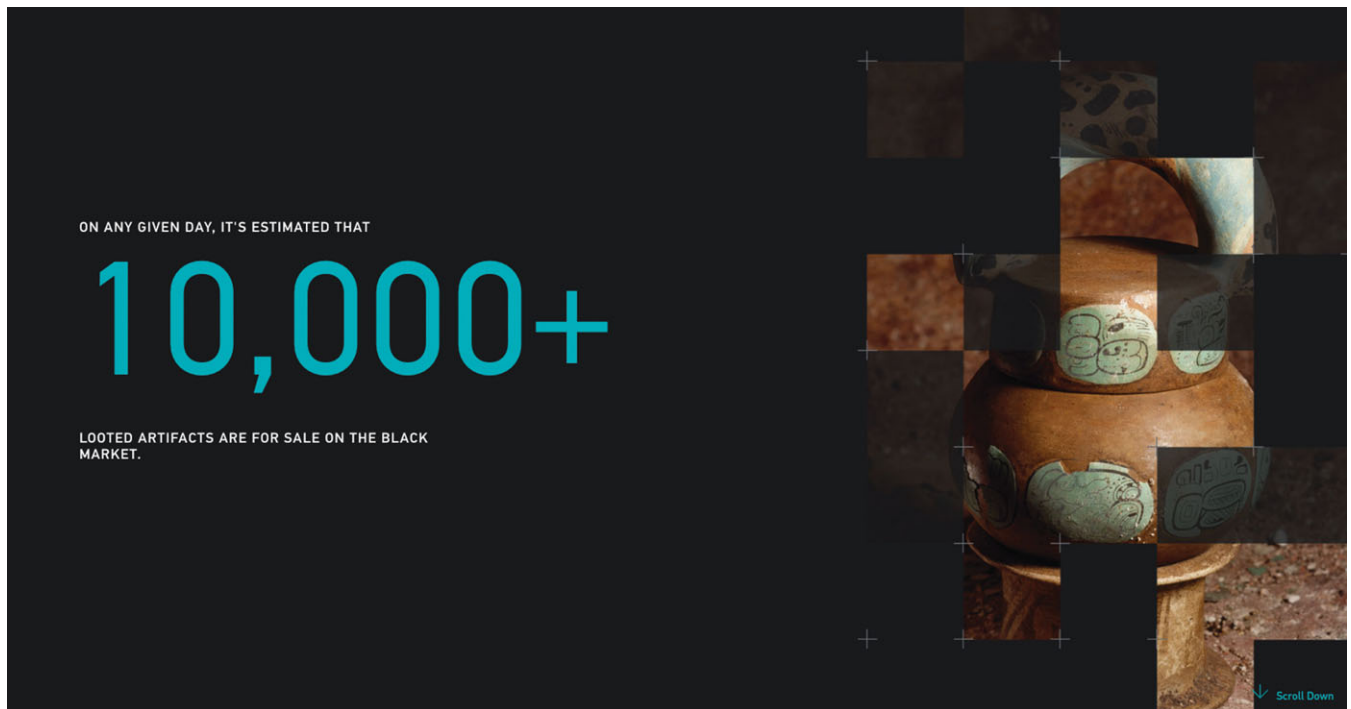 ON ANY GIVEN DAY, IT'S ESTIMATED THAT
10,000+
LOOTED ARTIFACTS ARE FOR SALE ON THE BLACK
MARKET.
Scroll Down